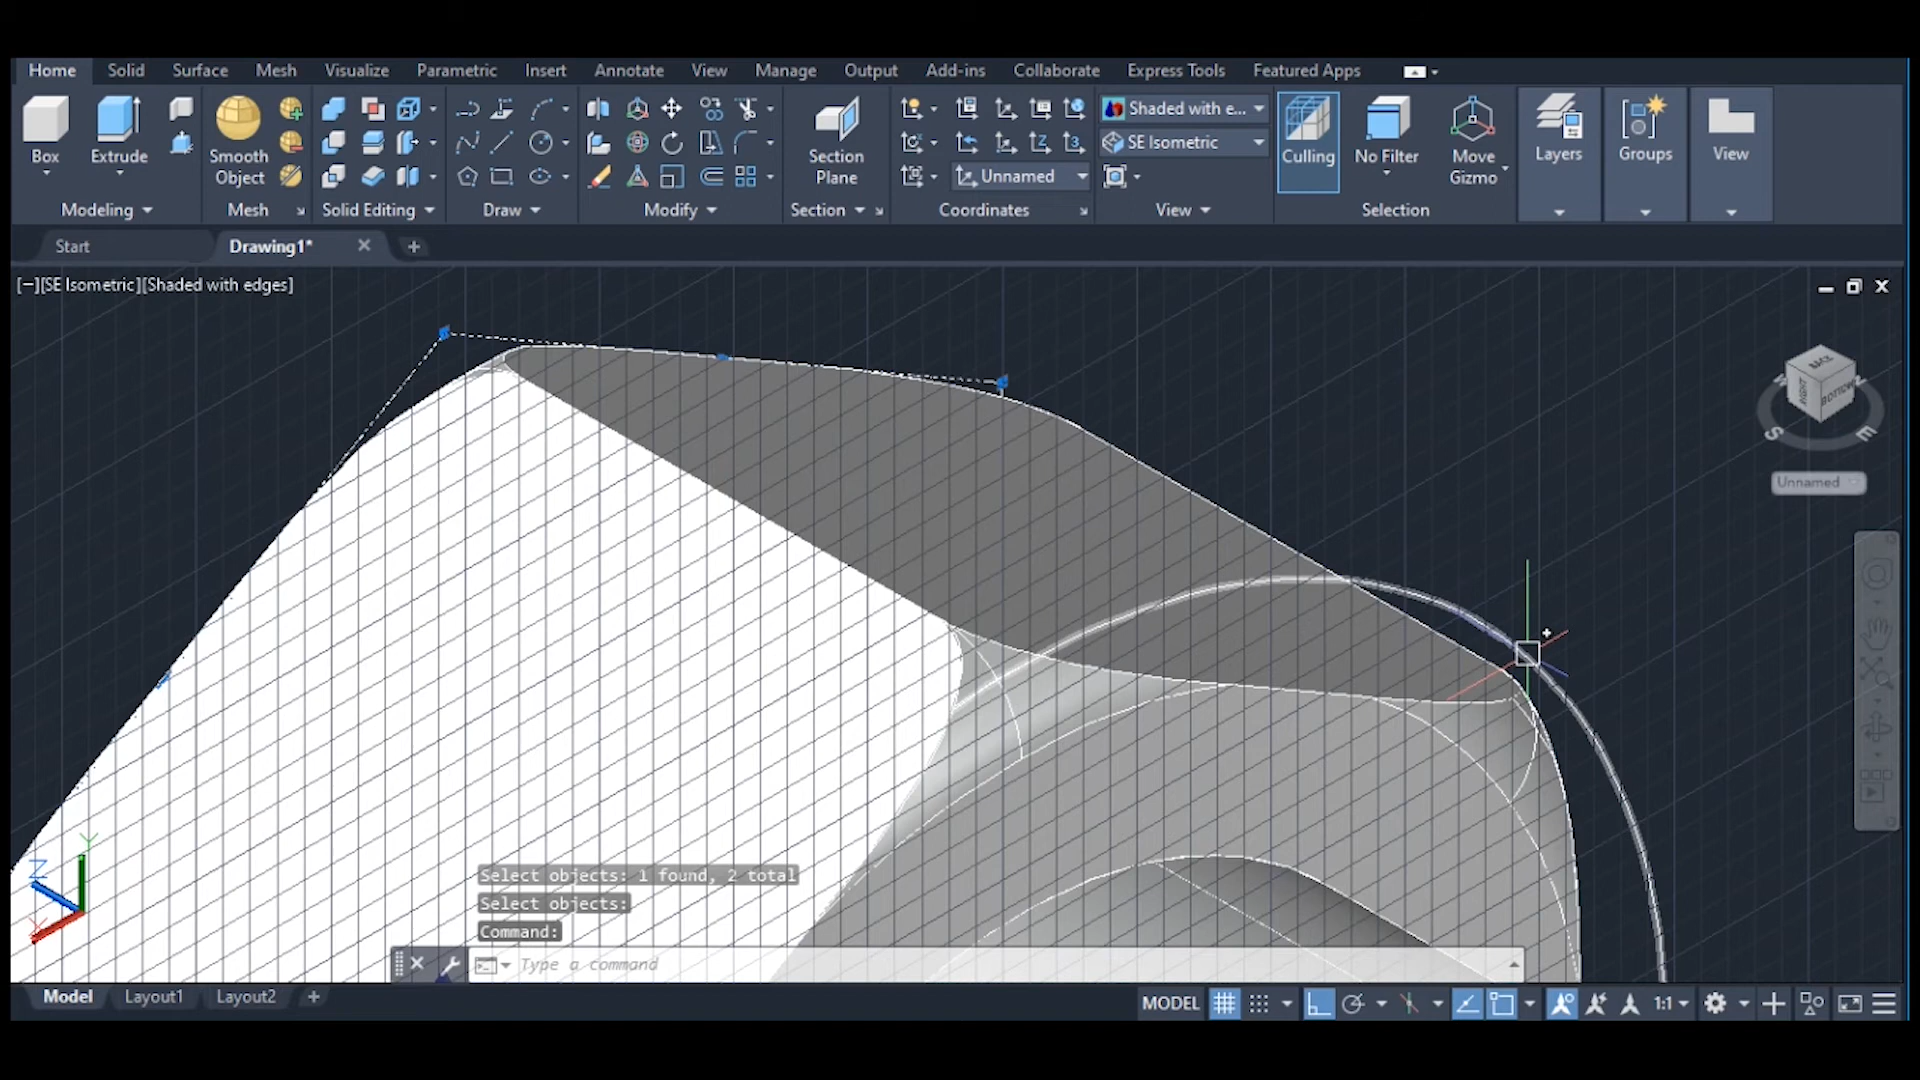 Home Solid Surface Mesh Visualize Parametric Insert Annotate View Manage Output Add-ins Collaborate Express Tools Featured Apps
Box
Extrude
Smooth
Object
Section
Plane
Shaded with e...
SE Isometric
Unnamed
Culling
No Filter
Move
Gizmo
Layers
Groups
View
Modeling
Mesh
Solid Editing
Draw
Modify
Section
Coordinates
View
Selection
Start
Drawing1*
[−][SE Isometric][Shaded with edges]
BACK
RIGHT
BOTTOM
S
E
Unnamed
Y
Z
X
Select objects: 1 found, 2 total
Select objects:
Command:
Type a command
Model
Layout1
Layout2
MODEL
1:1